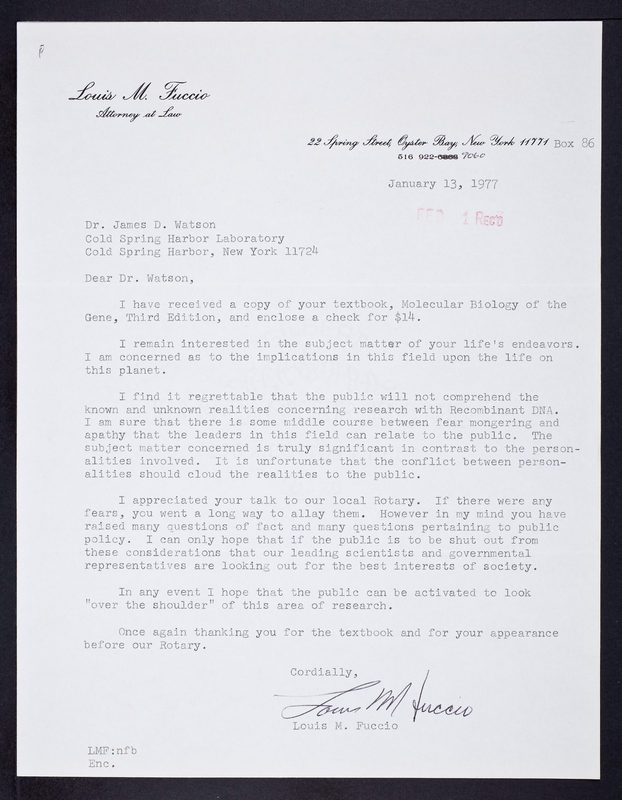 Louis M. Fuccio
Attorney at Law
22 Spring Street, Oyster Bay, New York 11771 Box 86
516 922- 9060
January 13, 1977
FEB 1 REC'D
Dr. James D. Watson
Cold Spring Harbor Laboratory
Cold Spring Harbor, New York 11724
Dear Dr. Watson,
I have received a copy of your textbook, Molecular Biology of the
Gene, Third Edition, and enclose a check for $14.
I remain interested in the subject matter of your life's endeavors.
I am concerned as to the implications in this field upon the life on
this planet.
I find it regrettable that the public will not comprehend the
known and unknown realities concerning research with Recombinant DNA.
I am sure that there is some middle course between fear mongering and
apathy that the leaders in this field can relate to the public. The
subject matter concerned is truly significant in contrast to the person-
alities involved. It is unfortunate that the conflict between person-
alities should cloud the realities to the public.
I appreciated your talk to our local Rotary. If there were any
fears, you went a long way to allay them. However in my mind you have
raised many questions of fact and many questions pertaining to public
policy. I can only hope that if the public is to be shut out from
these considerations that our leading scientists and governmental
representatives are looking out for the best interests of society.
In any event I hope that the public can be activated to look
"over the shoulder" of this area of research.
Once again thanking you for the textbook and for your appearance
before our Rotary.
Cordially,
Louis M Fuccio
Louis M. Fuccio
LMF:nfb
Enc.